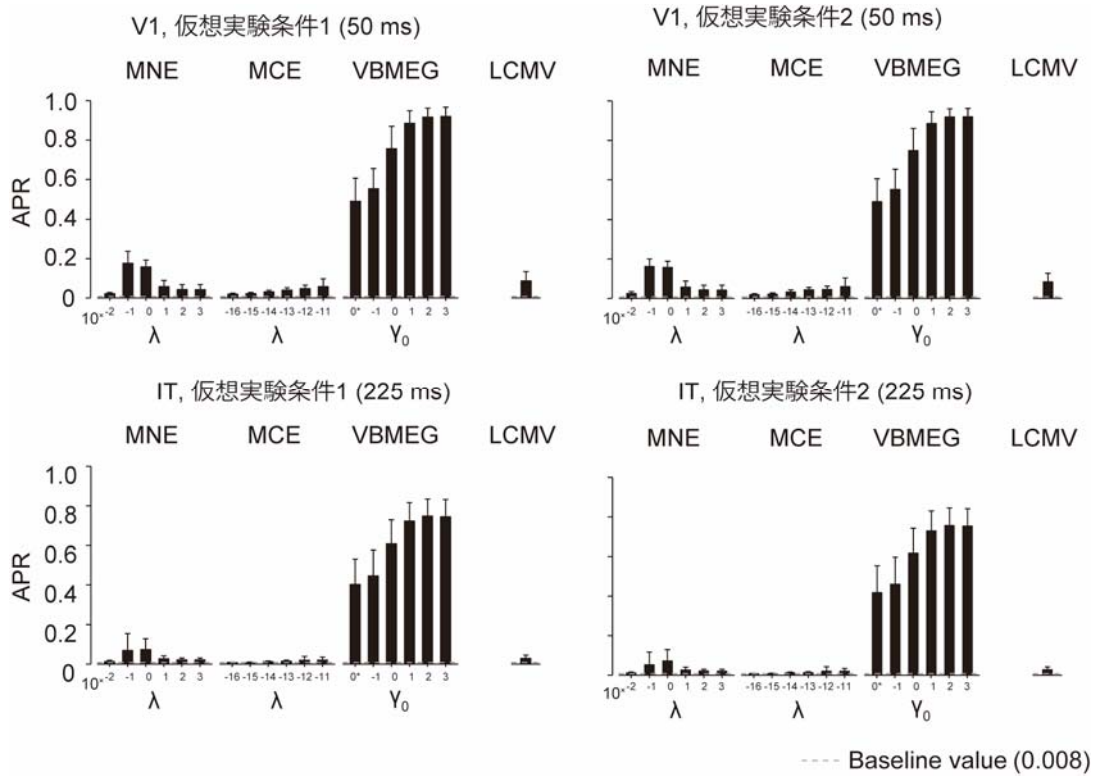 V1, 仮想実験条件1 (50 ms)
MNE MCE VBMEG LCMV
APR
1.0
0.8
0.6
0.4
0.2
0
10^x -2 -1 0 1 2 3
-16 -15 -14 -13 -12 -11
0* -1 0 1 2 3
λ λ γ₀
V1, 仮想実験条件2 (50 ms)
MNE MCE VBMEG LCMV
10^x -2 -1 0 1 2 3
-16 -15 -14 -13 -12 -11
0* -1 0 1 2 3
λ λ γ₀
IT, 仮想実験条件1 (225 ms)
MNE MCE VBMEG LCMV
APR
1.0
0.8
0.6
0.4
0.2
0
10^x -2 -1 0 1 2 3
-16 -15 -14 -13 -12 -11
0* -1 0 1 2 3
λ λ γ₀
IT, 仮想実験条件2 (225 ms)
MNE MCE VBMEG LCMV
10^x -2 -1 0 1 2 3
-16 -15 -14 -13 -12 -11
0* -1 0 1 2 3
λ λ γ₀
Baseline value (0.008)